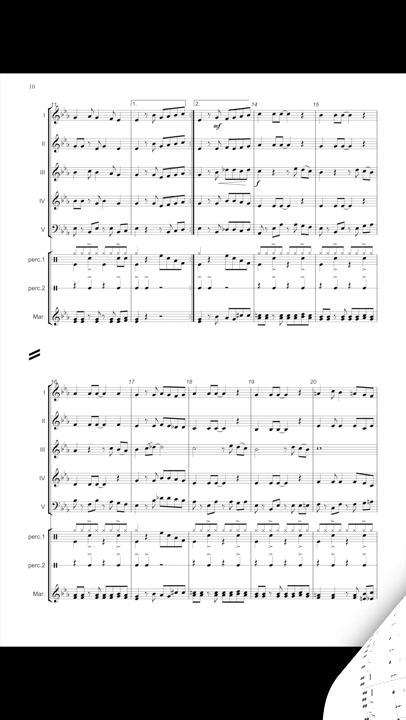 10
11 1. 2. 14 15
I
mf
II
III
f
IV
V
perc.1
perc.2
Mar.
16 17 18 19 20
I
II
III
IV
V
perc.1
perc.2
Mar.